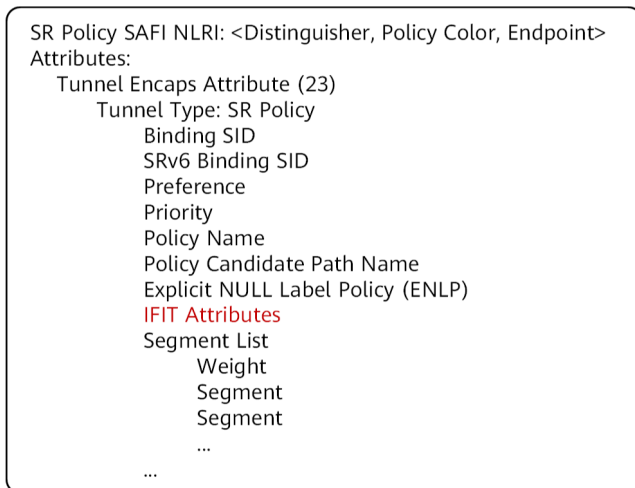 SR Policy SAFI NLRI: <Distinguisher, Policy Color, Endpoint>
Attributes:
Tunnel Encaps Attribute (23)
Tunnel Type: SR Policy
Binding SID
SRv6 Binding SID
Preference
Priority
Policy Name
Policy Candidate Path Name
Explicit NULL Label Policy (ENLP)
IFIT Attributes
Segment List
Weight
Segment
Segment
...
...